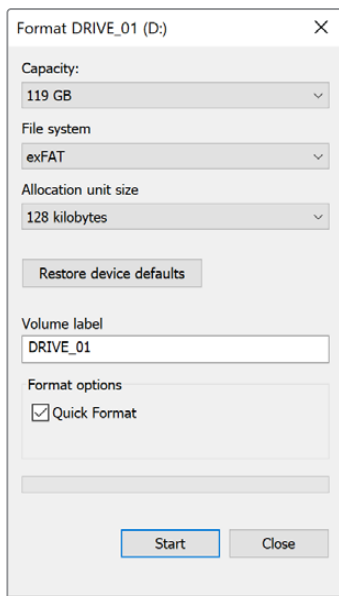 Format DRIVE_01 (D:)
Capacity:
119 GB
File system
exFAT
Allocation unit size
128 kilobytes
Restore device defaults
Volume label
DRIVE_01
Format options
Quick Format
Start Close